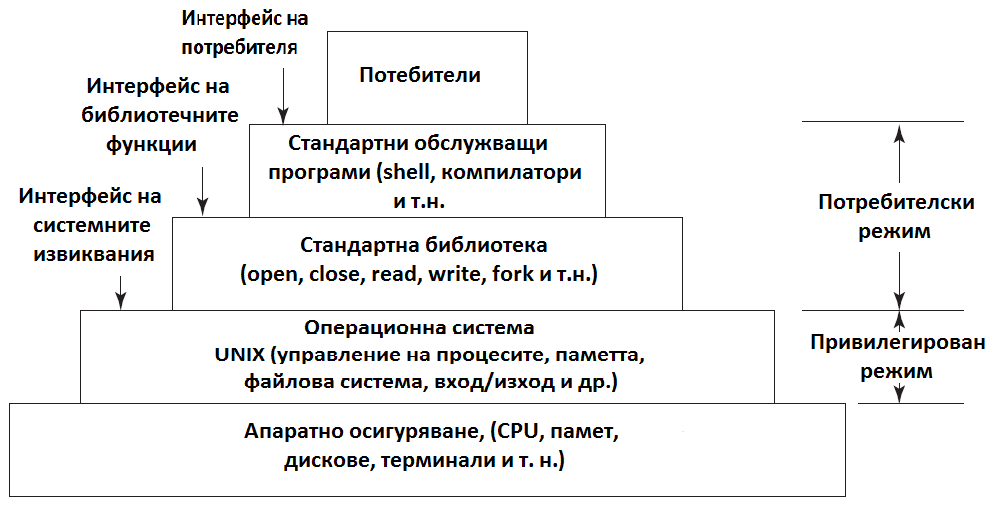 Интерфейс на
потребителя
Потебители
Интерфейс на
библиотечните
функции
Стандартни обслужващи
програми (shell, компилатори
и т.н.
Интерфейс на
системните
извиквания
Стандартна библиотека
(open, close, read, write, fork и т.н.)
Потребителски
режим
Операционна система
UNIX (управление на процесите, паметта,
файлова система, вход/изход и др.)
Привилегирован
режим
Апаратно осигуряване, (CPU, памет,
дискове, терминали и т. н.)